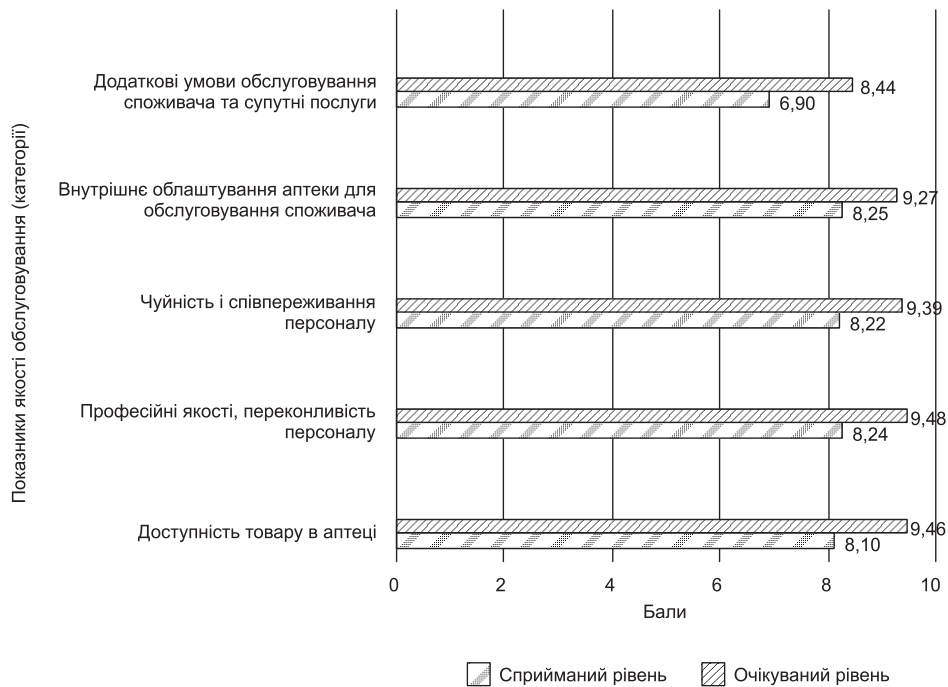 Показники якості обслуговування (категорії)
Додаткові умови обслуговування
споживача та супутні послуги
8,44
6,90
Внутрішнє облаштування аптеки для
обслуговування споживача
9,27
8,25
Чуйність і співпереживання
персоналу
9,39
8,22
Професійні якості, переконливість
персоналу
9,48
8,24
Доступність товару в аптеці
9,46
8,10
0 2 4 6 8 10
Бали
Сприйманий рівень Очікуваний рівень